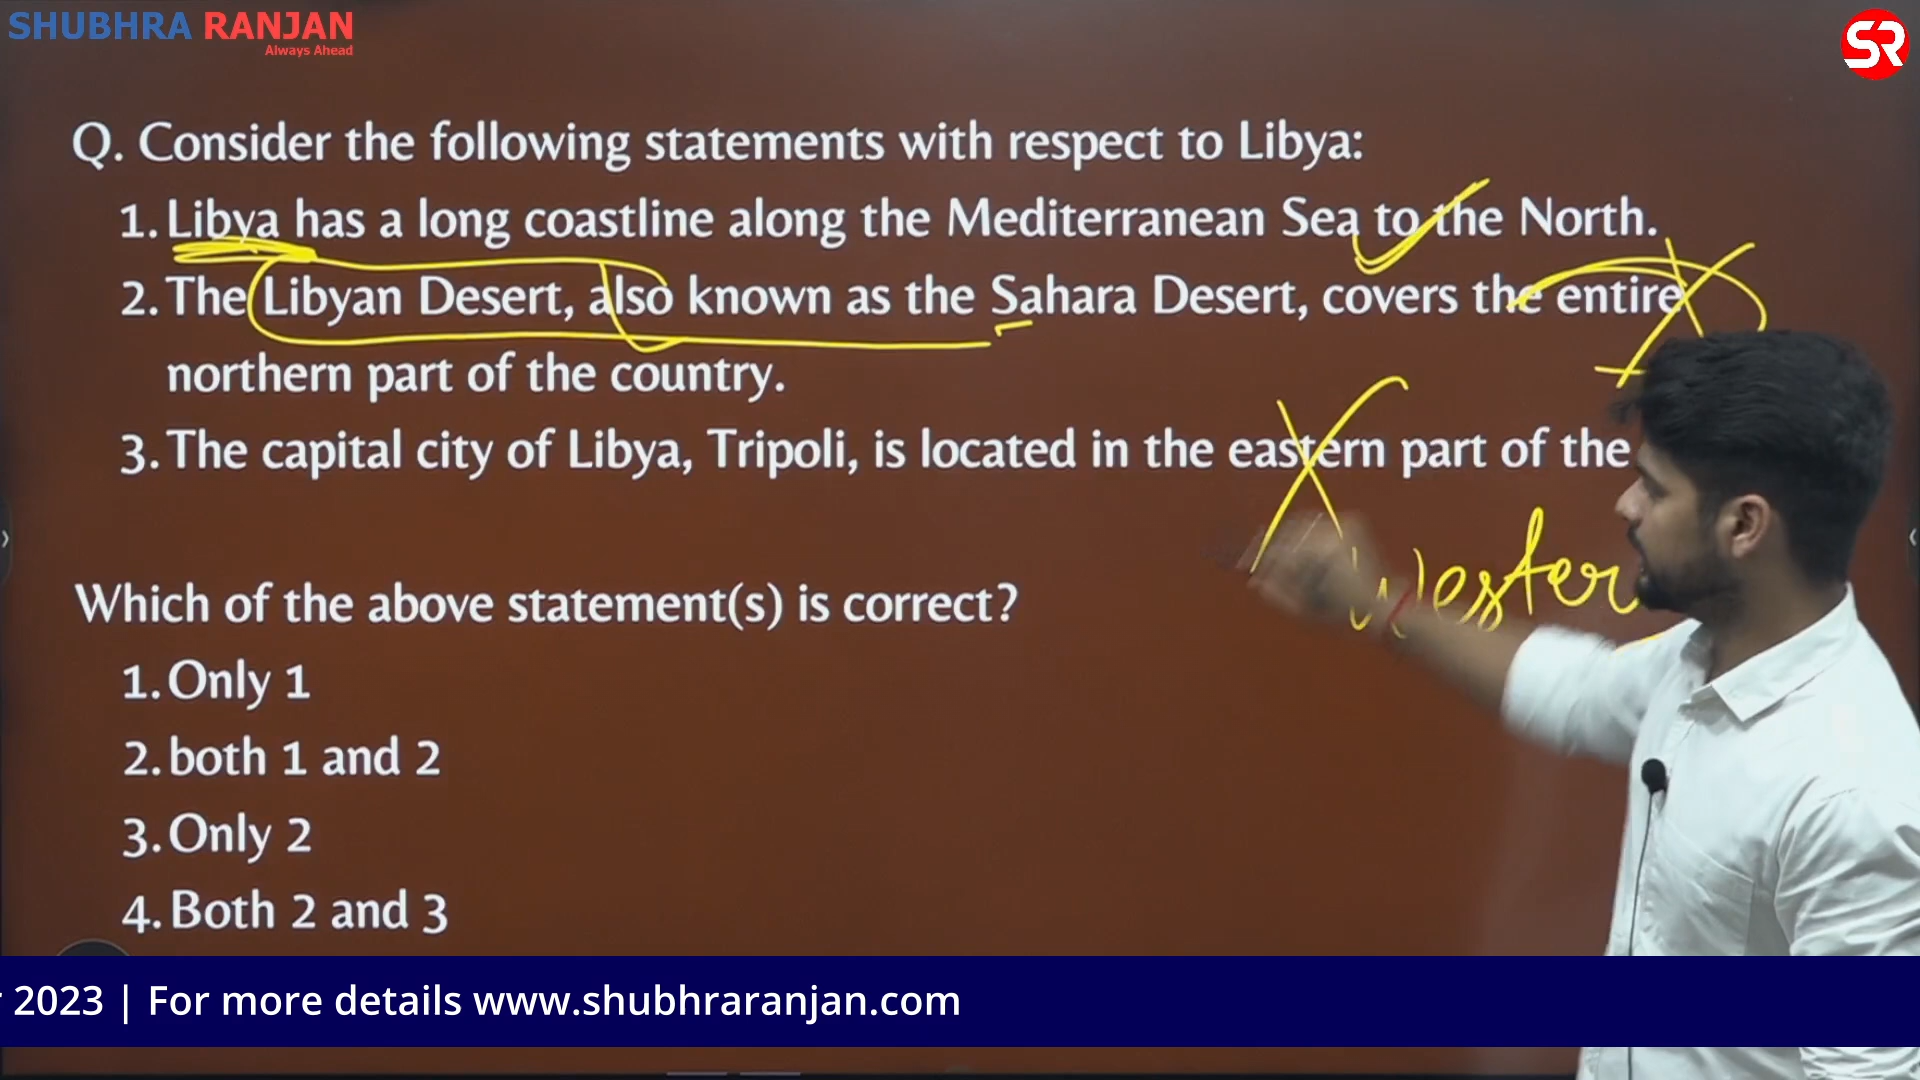 SHUBHRA RANJAN
Always Ahead
SR
Q. Consider the following statements with respect to Libya:
1. Libya has a long coastline along the Mediterranean Sea to the North.
2. The Libyan Desert, also known as the Sahara Desert, covers the entire
northern part of the country.
3. The capital city of Libya, Tripoli, is located in the eastern part of the
Wester
Which of the above statement(s) is correct?
1. Only 1
2. both 1 and 2
3. Only 2
4. Both 2 and 3
2023 | For more details www.shubhraranjan.com